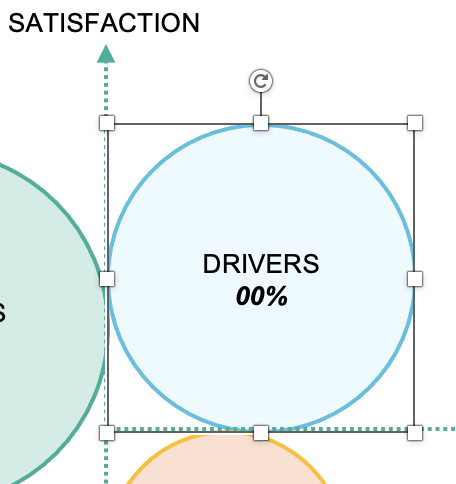 SATISFACTION
DRIVERS
00%
S